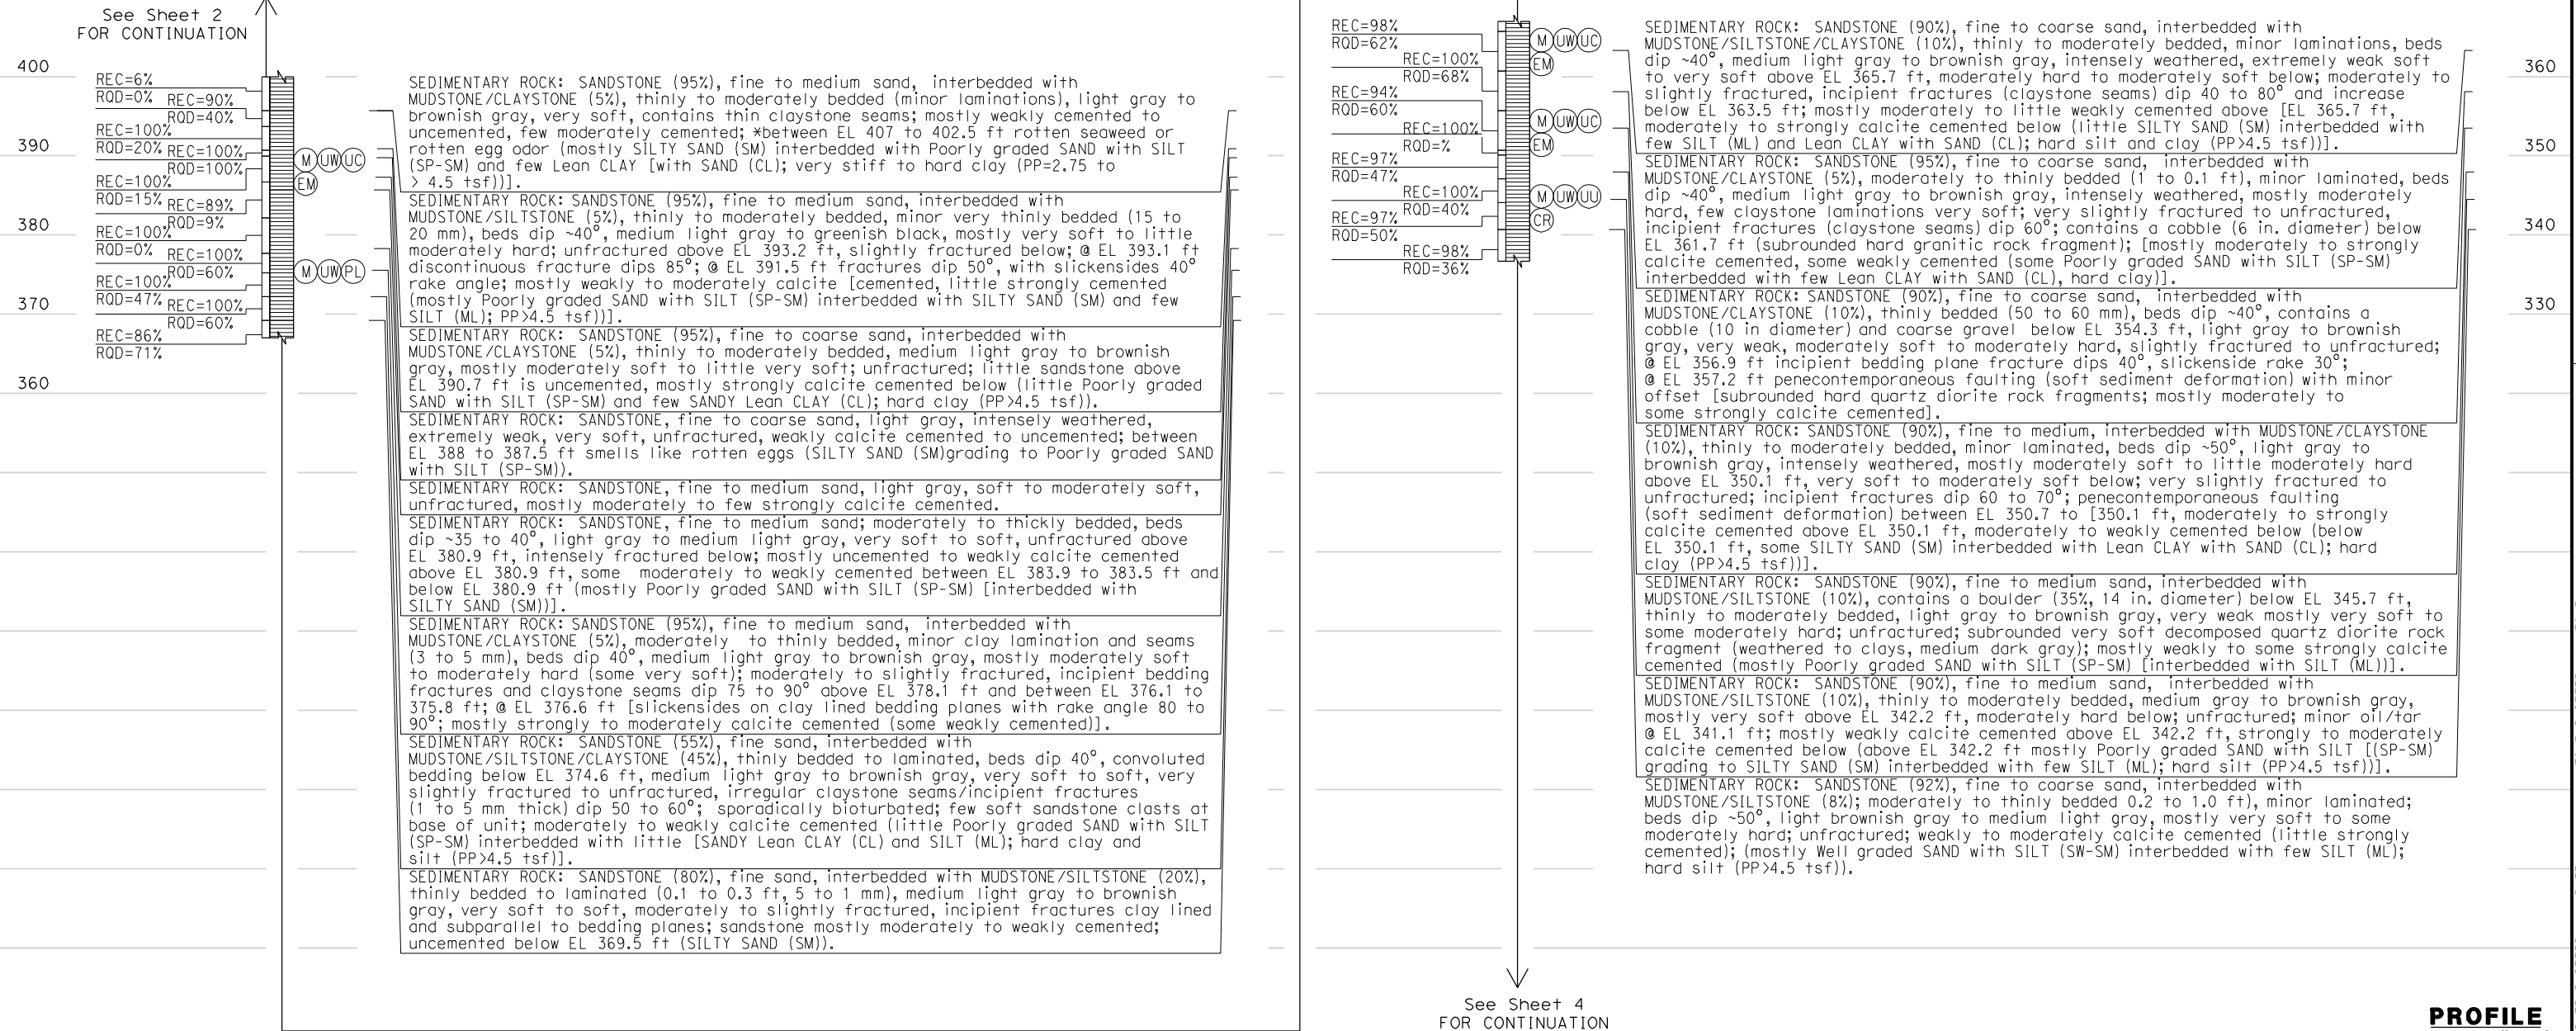 See Sheet 2
FOR CONTINUATION
400
390
380
370
360
REC=6%
RQD=0%
REC=90%
RQD=40%
REC=100%
RQD=20%
REC=100%
RQD=100%
REC=100%
RQD=15%
REC=89%
RQD=9%
REC=100%
RQD=0%
REC=100%
RQD=60%
REC=100%
RQD=47%
REC=100%
RQD=60%
REC=86%
RQD=71%
M UW UC
EM
M UW PL
SEDIMENTARY ROCK: SANDSTONE (95%), fine to medium sand, interbedded with
MUDSTONE/CLAYSTONE (5%), thinly to moderately bedded (minor laminations), light gray to
brownish gray, very soft, contains thin claystone seams; mostly weakly cemented to
uncemented, few moderately cemented; *between EL 407 to 402.5 ft rotten seaweed or
rotten egg odor (mostly SILTY SAND (SM) interbedded with Poorly graded SAND with SILT
(SP-SM) and few Lean CLAY [with SAND (CL); very stiff to hard clay (PP=2.75 to
> 4.5 tsf))].
SEDIMENTARY ROCK: SANDSTONE (95%), fine to medium sand, interbedded with
MUDSTONE/SILTSTONE (5%), thinly to moderately bedded, minor very thinly bedded (15 to
20 mm), beds dip ~40°, medium light gray to greenish black, mostly very soft to little
moderately hard; unfractured above EL 393.2 ft, slightly fractured below; @ EL 393.1 ft
discontinuous fracture dips 85°; @ EL 391.5 ft fractures dip 50°, with slickensides 40°
rake angle; mostly weakly to moderately calcite [cemented, little strongly cemented
(mostly Poorly graded SAND with SILT (SP-SM) interbedded with SILTY SAND (SM) and few
SILT (ML); PP>4.5 tsf))].
SEDIMENTARY ROCK: SANDSTONE (95%), fine to coarse sand, interbedded with
MUDSTONE/CLAYSTONE (5%), thinly to moderately bedded, medium light gray to brownish
gray, mostly moderately soft to little very soft; unfractured; little sandstone above
EL 390.7 ft is uncemented, mostly strongly calcite cemented below (little Poorly graded
SAND with SILT (SP-SM) and few SANDY Lean CLAY (CL); hard clay (PP>4.5 tsf)).
SEDIMENTARY ROCK: SANDSTONE, fine to coarse sand, light gray, intensely weathered,
extremely weak, very soft, unfractured, weakly calcite cemented to uncemented; between
EL 388 to 387.5 ft smells like rotten eggs (SILTY SAND (SM)grading to Poorly graded SAND
with SILT (SP-SM)).
SEDIMENTARY ROCK: SANDSTONE, fine to medium sand, light gray, soft to moderately soft,
unfractured, mostly moderately to few strongly calcite cemented.
SEDIMENTARY ROCK: SANDSTONE, fine to medium sand; moderately to thickly bedded, beds
dip ~35 to 40°, light gray to medium light gray, very soft to soft, unfractured above
EL 380.9 ft, intensely fractured below; mostly uncemented to weakly calcite cemented
above EL 380.9 ft, some moderately to weakly cemented between EL 383.9 to 383.5 ft and
below EL 380.9 ft (mostly Poorly graded SAND with SILT (SP-SM) [interbedded with
SILTY SAND (SM))].
SEDIMENTARY ROCK: SANDSTONE (95%), fine to medium sand, interbedded with
MUDSTONE/CLAYSTONE (5%), moderately to thinly bedded, minor clay lamination and seams
(3 to 5 mm), beds dip 40°, medium light gray to brownish gray, mostly moderately soft
to moderately hard (some very soft); moderately to slightly fractured, incipient bedding
fractures and claystone seams dip 75 to 90° above EL 378.1 ft and between EL 376.1 to
375.8 ft; @ EL 376.6 ft [slickensides on clay lined bedding planes with rake angle 80 to
90°; mostly strongly to moderately calcite cemented (some weakly cemented)].
SEDIMENTARY ROCK: SANDSTONE (55%), fine sand, interbedded with
MUDSTONE/SILTSTONE/CLAYSTONE (45%), thinly bedded to laminated, beds dip 40°, convoluted
bedding below EL 374.6 ft, medium light gray to brownish gray, very soft to soft, very
slightly fractured to unfractured, irregular claystone seams/incipient fractures
(1 to 5 mm thick) dip 50 to 60°; sporadically bioturbated; few soft sandstone clasts at
base of unit; moderately to weakly calcite cemented (little Poorly graded SAND with SILT
(SP-SM) interbedded with little [SANDY Lean CLAY (CL) and SILT (ML); hard clay and
silt (PP>4.5 tsf)].
SEDIMENTARY ROCK: SANDSTONE (80%), fine sand, interbedded with MUDSTONE/SILTSTONE (20%),
thinly bedded to laminated (0.1 to 0.3 ft, 5 to 1 mm), medium light gray to brownish
gray, very soft to soft, moderately to slightly fractured, incipient fractures clay lined
and subparallel to bedding planes; sandstone mostly moderately to weakly cemented;
uncemented below EL 369.5 ft (SILTY SAND (SM)).
REC=98%
RQD=62%
REC=100%
RQD=68%
REC=94%
RQD=60%
REC=100%
RQD=%
REC=97%
RQD=47%
REC=100%
RQD=40%
REC=97%
RQD=50%
REC=98%
RQD=36%
M UW UC
EM
M UW UC
EM
M UW UU
CR
SEDIMENTARY ROCK: SANDSTONE (90%), fine to coarse sand, interbedded with
MUDSTONE/SILTSTONE/CLAYSTONE (10%), thinly to moderately bedded, minor laminations, beds
dip ~40°, medium light gray to brownish gray, intensely weathered, extremely weak soft
to very soft above EL 365.7 ft, moderately hard to moderately soft below; moderately to
slightly fractured, incipient fractures (claystone seams) dip 40 to 80° and increase
below EL 363.5 ft; mostly moderately to little weakly cemented above [EL 365.7 ft,
moderately to strongly calcite cemented below (little SILTY SAND (SM) interbedded with
few SILT (ML) and Lean CLAY with SAND (CL); hard silt and clay (PP>4.5 tsf))].
SEDIMENTARY ROCK: SANDSTONE (95%), fine to coarse sand, interbedded with
MUDSTONE/CLAYSTONE (5%), moderately to thinly bedded (1 to 0.1 ft), minor laminated, beds
dip ~40°, medium light gray to brownish gray, intensely weathered, mostly moderately
hard, few claystone laminations very soft; very slightly fractured to unfractured,
incipient fractures (claystone seams) dip 60°; contains a cobble (6 in. diameter) below
EL 361.7 ft (subrounded hard granitic rock fragment); [mostly moderately to strongly
calcite cemented, some weakly cemented (some Poorly graded SAND with SILT (SP-SM)
interbedded with few Lean CLAY with SAND (CL), hard clay)].
SEDIMENTARY ROCK: SANDSTONE (90%), fine to coarse sand, interbedded with
MUDSTONE/CLAYSTONE (10%), thinly bedded (50 to 60 mm), beds dip ~40°, contains a
cobble (10 in diameter) and coarse gravel below EL 354.3 ft, light gray to brownish
gray, very weak, moderately soft to moderately hard, slightly fractured to unfractured;
@ EL 356.9 ft incipient bedding plane fracture dips 40°, slickenside rake 30°;
@ EL 357.2 ft penecontemporaneous faulting (soft sediment deformation) with minor
offset [subrounded hard quartz diorite rock fragments; mostly moderately to
some strongly calcite cemented].
SEDIMENTARY ROCK: SANDSTONE (90%), fine to medium, interbedded with MUDSTONE/CLAYSTONE
(10%), thinly to moderately bedded, minor laminated, beds dip ~50°, light gray to
brownish gray, intensely weathered, mostly moderately soft to little moderately hard
above EL 350.1 ft, very soft to moderately soft below; very slightly fractured to
unfractured; incipient fractures dip 60 to 70°; penecontemporaneous faulting
(soft sediment deformation) between EL 350.7 to [350.1 ft, moderately to strongly
calcite cemented above EL 350.1 ft, moderately to weakly cemented below (below
EL 350.1 ft, some SILTY SAND (SM) interbedded with Lean CLAY with SAND (CL); hard
clay (PP>4.5 tsf))].
SEDIMENTARY ROCK: SANDSTONE (90%), fine to medium sand, interbedded with
MUDSTONE/SILTSTONE (10%), contains a boulder (35%, 14 in. diameter) below EL 345.7 ft,
thinly to moderately bedded, light gray to brownish gray, very weak mostly very soft to
some moderately hard; unfractured; subrounded very soft decomposed quartz diorite rock
fragment (weathered to clays, medium dark gray); mostly weakly to some strongly calcite
cemented (mostly Poorly graded SAND with SILT (SP-SM) [interbedded with SILT (ML))].
SEDIMENTARY ROCK: SANDSTONE (90%), fine to medium sand, interbedded with
MUDSTONE/SILTSTONE (10%), thinly to moderately bedded, medium gray to brownish gray,
mostly very soft above EL 342.2 ft, moderately hard below; unfractured; minor oil/tar
@ EL 341.1 ft; mostly weakly calcite cemented above EL 342.2 ft, strongly to moderately
calcite cemented below (above EL 342.2 ft mostly Poorly graded SAND with SILT [(SP-SM)
grading to SILTY SAND (SM) interbedded with few SILT (ML); hard silt (PP>4.5 tsf))].
SEDIMENTARY ROCK: SANDSTONE (92%), fine to coarse sand, interbedded with
MUDSTONE/SILTSTONE (8%); moderately to thinly bedded 0.2 to 1.0 ft), minor laminated;
beds dip ~50°, light brownish gray to medium light gray, mostly very soft to some
moderately hard; unfractured; weakly to moderately calcite cemented (little strongly
cemented); (mostly Well graded SAND with SILT (SW-SM) interbedded with few SILT (ML);
hard silt (PP>4.5 tsf)).
360
350
340
330
See Sheet 4
FOR CONTINUATION
PROFILE